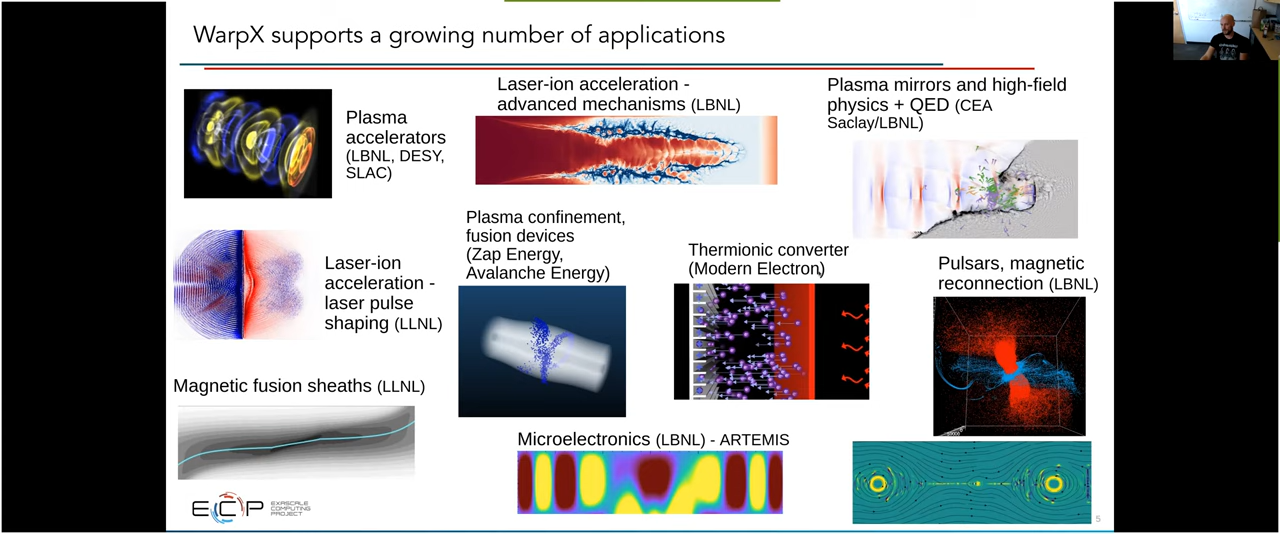 WarpX supports a growing number of applications
Plasma
accelerators
(LBNL, DESY,
SLAC)
Laser-ion acceleration -
advanced mechanisms (LBNL)
Plasma mirrors and high-field
physics + QED (CEA
Saclay/LBNL)
Laser-ion
acceleration -
laser pulse
shaping (LLNL)
Plasma confinement,
fusion devices
(Zap Energy,
Avalanche Energy)
Thermionic converter
(Modern Electron)
Pulsars, magnetic
reconnection (LBNL)
Magnetic fusion sheaths (LLNL)
Microelectronics (LBNL) - ARTEMIS
ECP
EXASCALE
COMPUTING
PROJECT
5